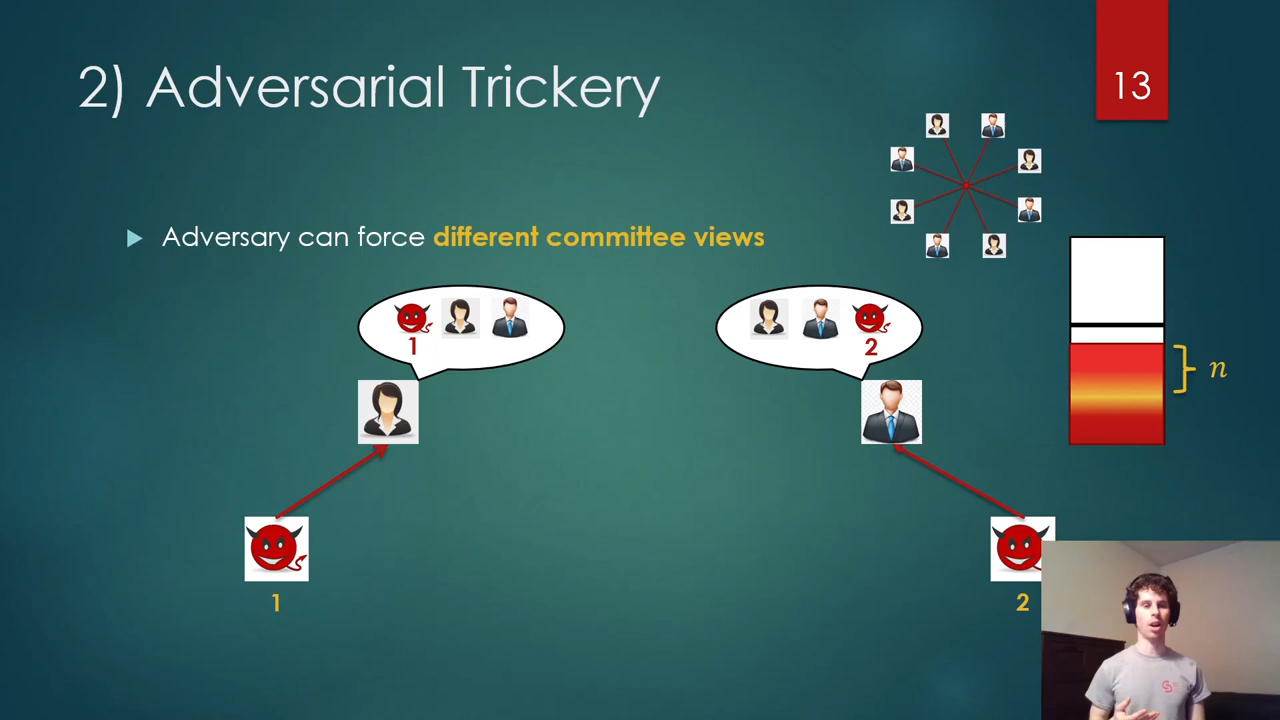 2) Adversarial Trickery
13
Adversary can force different committee views
1
2
n
1
2